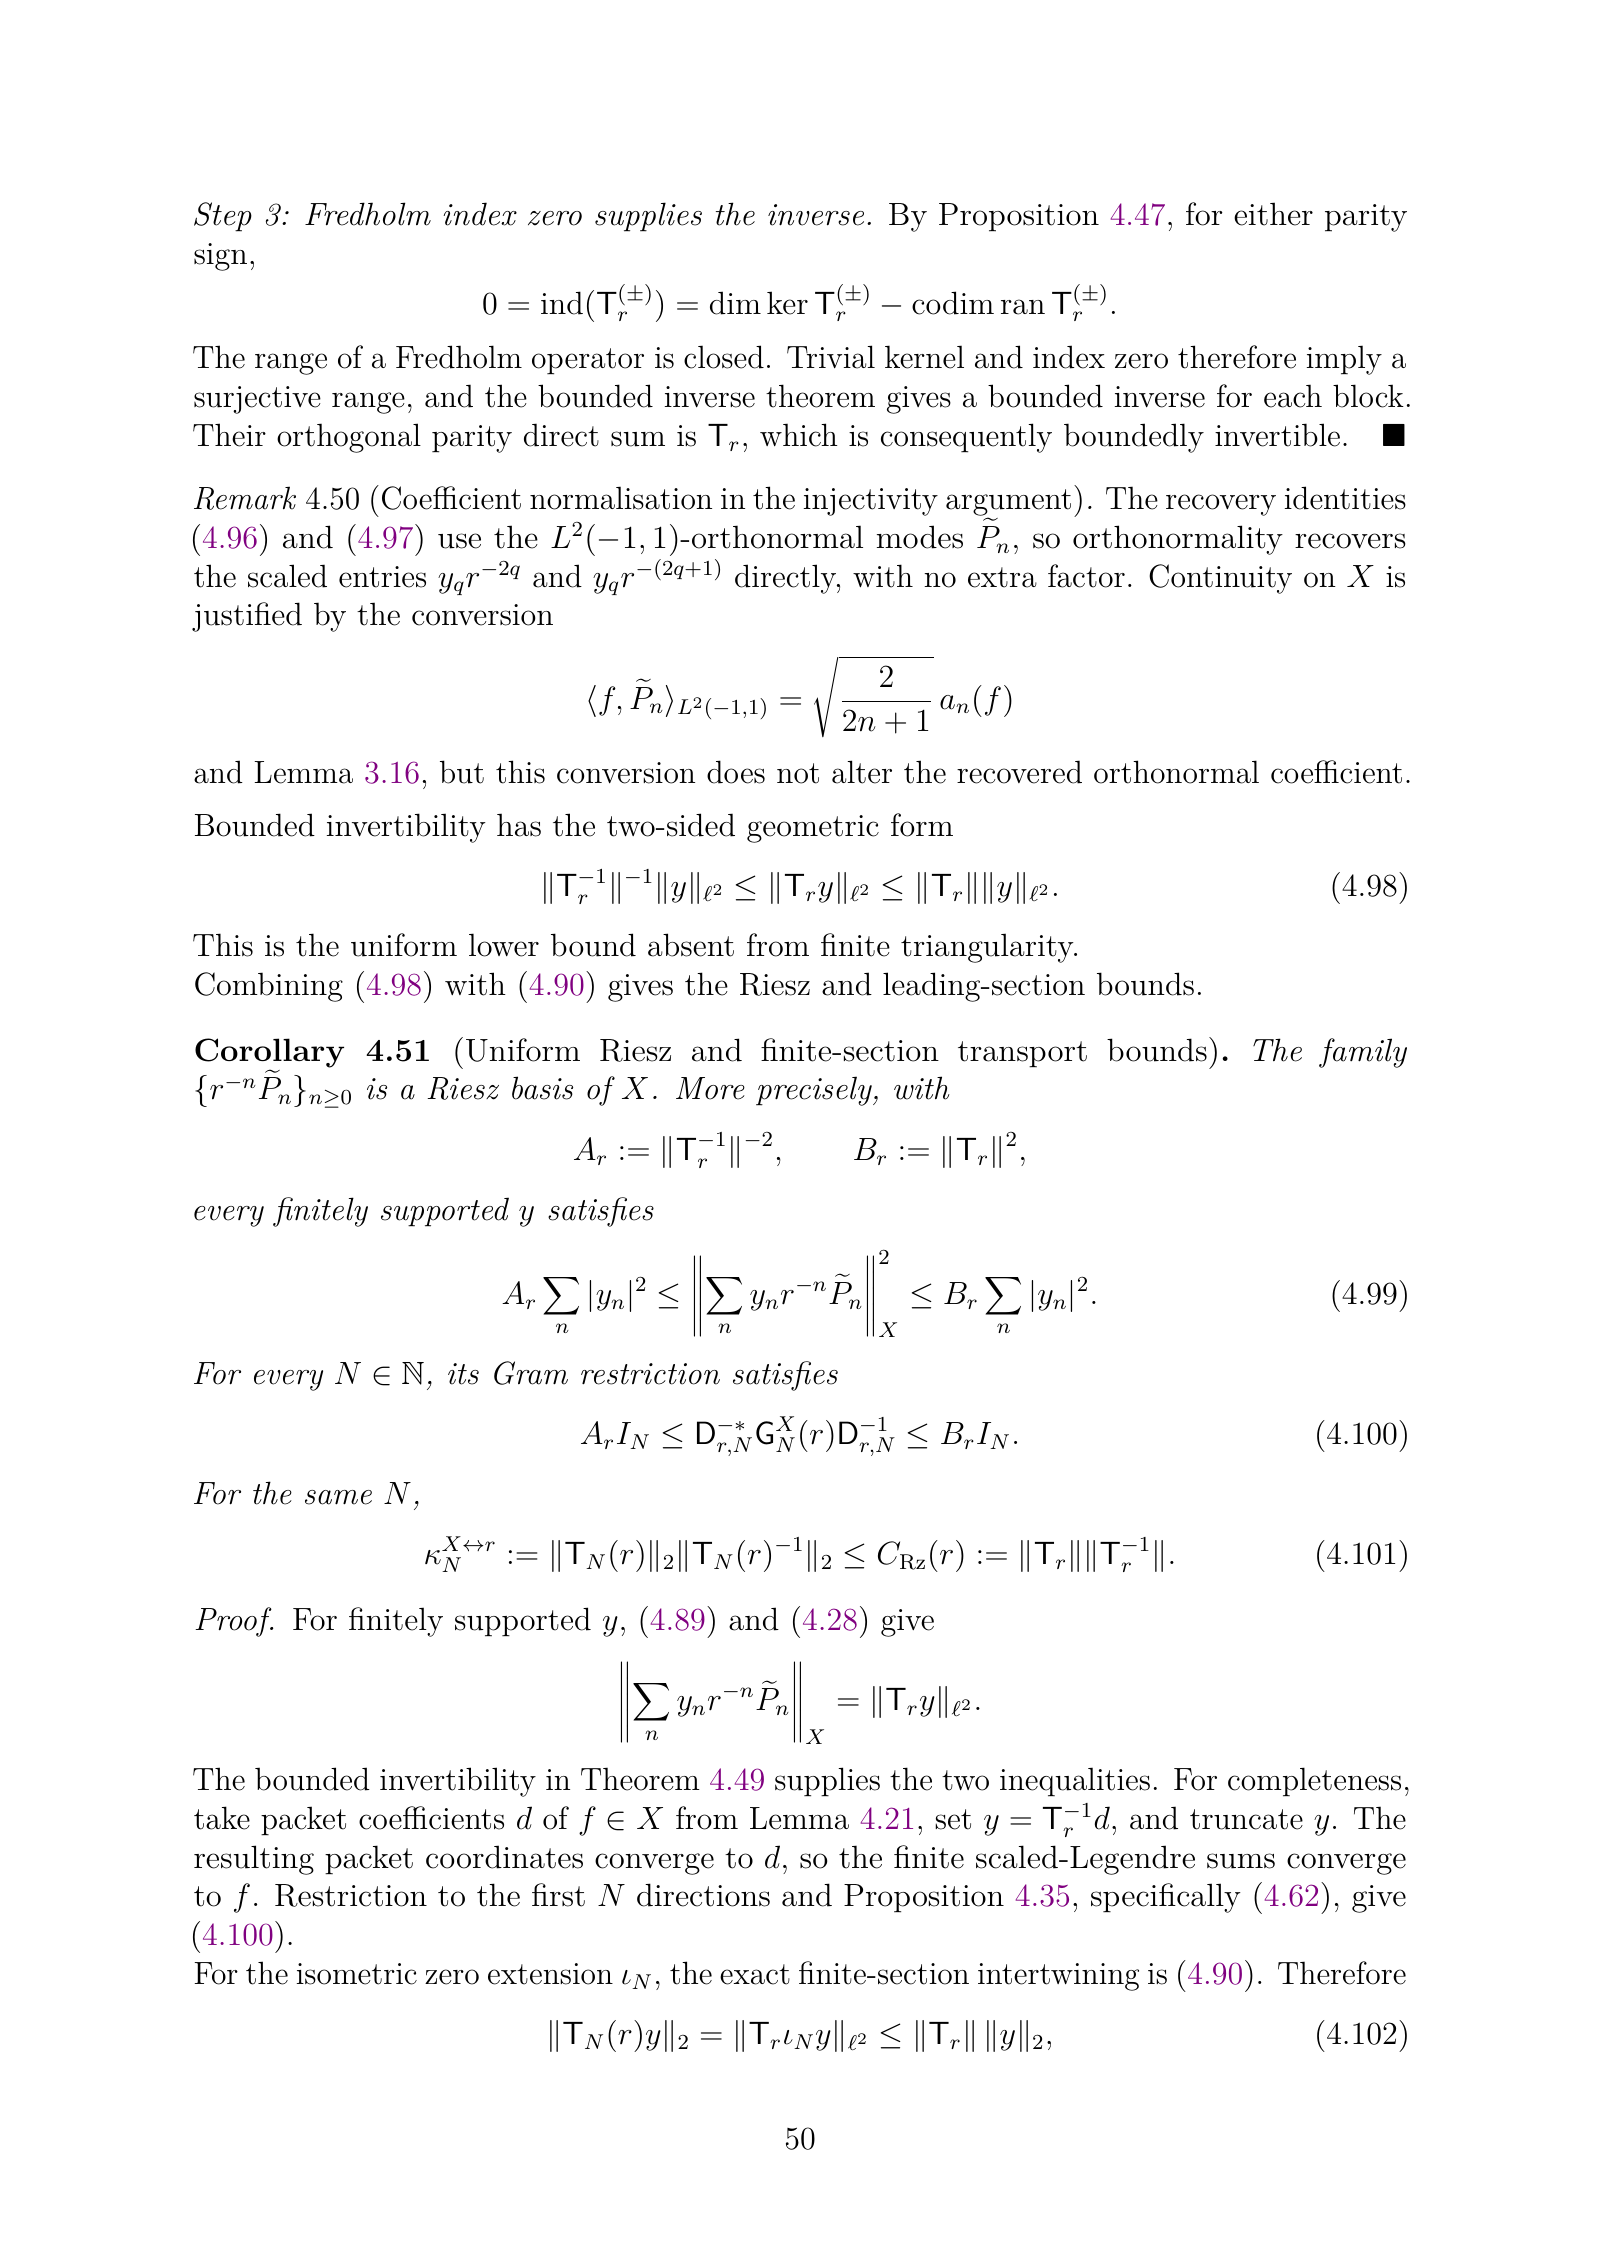 Step 3: Fredholm index zero supplies the inverse. By Proposition 4.47, for either parity
sign,
0 = ind(T_r^{(±)}) = dim ker T_r^{(±)} − codim ran T_r^{(±)}.
The range of a Fredholm operator is closed. Trivial kernel and index zero therefore imply a
surjective range, and the bounded inverse theorem gives a bounded inverse for each block.
Their orthogonal parity direct sum is T_r, which is consequently boundedly invertible. ■
Remark 4.50 (Coefficient normalisation in the injectivity argument). The recovery identities
(4.96) and (4.97) use the L^2(−1, 1)-orthonormal modes \widetilde{P}_n, so orthonormality recovers
the scaled entries y_q r^{−2q} and y_q r^{−(2q+1)} directly, with no extra factor. Continuity on X is
justified by the conversion
⟨f, \widetilde{P}_n⟩_{L^2(−1,1)} = \sqrt{\frac{2}{2n + 1}} a_n(f)
and Lemma 3.16, but this conversion does not alter the recovered orthonormal coefficient.
Bounded invertibility has the two-sided geometric form
‖T_r^{−1}‖^{−1}‖y‖_{ℓ^2} ≤ ‖T_r y‖_{ℓ^2} ≤ ‖T_r‖‖y‖_{ℓ^2}. (4.98)
This is the uniform lower bound absent from finite triangularity.
Combining (4.98) with (4.90) gives the Riesz and leading-section bounds.
Corollary 4.51 (Uniform Riesz and finite-section transport bounds). The family
{r^{−n}\widetilde{P}_n}_{n≥0} is a Riesz basis of X. More precisely, with
A_r := ‖T_r^{−1}‖^{−2}, B_r := ‖T_r‖^2,
every finitely supported y satisfies
A_r \sum_n |y_n|^2 ≤ ‖\sum_n y_n r^{−n}\widetilde{P}_n‖_X^2 ≤ B_r \sum_n |y_n|^2. (4.99)
For every N ∈ ℕ, its Gram restriction satisfies
A_r I_N ≤ D_{r,N}^{−*} G_N^X(r) D_{r,N}^{−1} ≤ B_r I_N. (4.100)
For the same N,
κ_N^{X↔r} := ‖T_N(r)‖_2‖T_N(r)^{−1}‖_2 ≤ C_{Rz}(r) := ‖T_r‖‖T_r^{−1}‖. (4.101)
Proof. For finitely supported y, (4.89) and (4.28) give
‖\sum_n y_n r^{−n}\widetilde{P}_n‖_X = ‖T_r y‖_{ℓ^2}.
The bounded invertibility in Theorem 4.49 supplies the two inequalities. For completeness,
take packet coefficients d of f ∈ X from Lemma 4.21, set y = T_r^{−1}d, and truncate y. The
resulting packet coordinates converge to d, so the finite scaled-Legendre sums converge
to f. Restriction to the first N directions and Proposition 4.35, specifically (4.62), give
(4.100).
For the isometric zero extension ι_N, the exact finite-section intertwining is (4.90). Therefore
‖T_N(r)y‖_2 = ‖T_r ι_N y‖_{ℓ^2} ≤ ‖T_r‖ ‖y‖_2, (4.102)
50